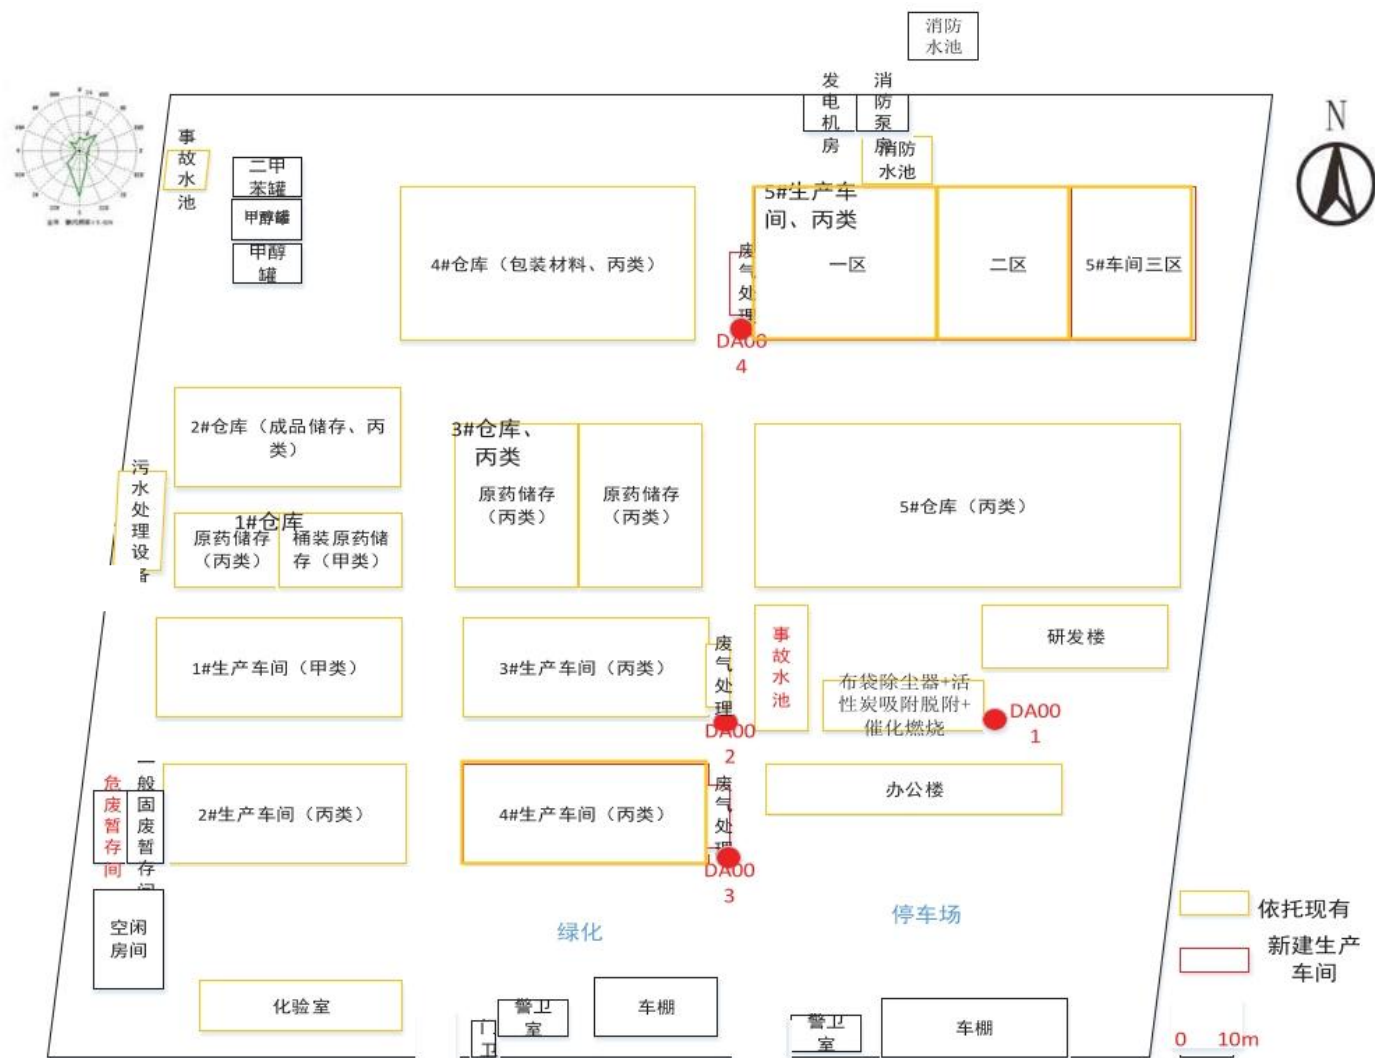 消防
水池
发电机房
消防泵房
消防
水池
N
事故水池
二甲
苯罐
甲醇罐
甲醇
罐
4#仓库（包装材料、丙类）
废气处理
DA00
4
5#生产车
间、丙类
一区
二区
5#车间三区
2#仓库（成品储存、丙
类）
3#仓库、
丙类
原药储存
（丙类）
原药储存
（丙类）
5#仓库（丙类）
污水处理设备
1#仓库
原药储存
（丙类）
桶装原药储
存（甲类）
1#生产车间（甲类）
3#生产车间（丙类）
废气处理
DA00
2
事故水池
研发楼
布袋除尘器+活
性炭吸附脱附+
催化燃烧
DA00
1
危废暂存间
一般固废暂存间
2#生产车间（丙类）
4#生产车间（丙类）
废气处理
DA00
3
办公楼
空闲
房间
绿化
停车场
依托现有
新建生产
车间
化验室
警卫
室
车棚
警卫
室
车棚
0 10m